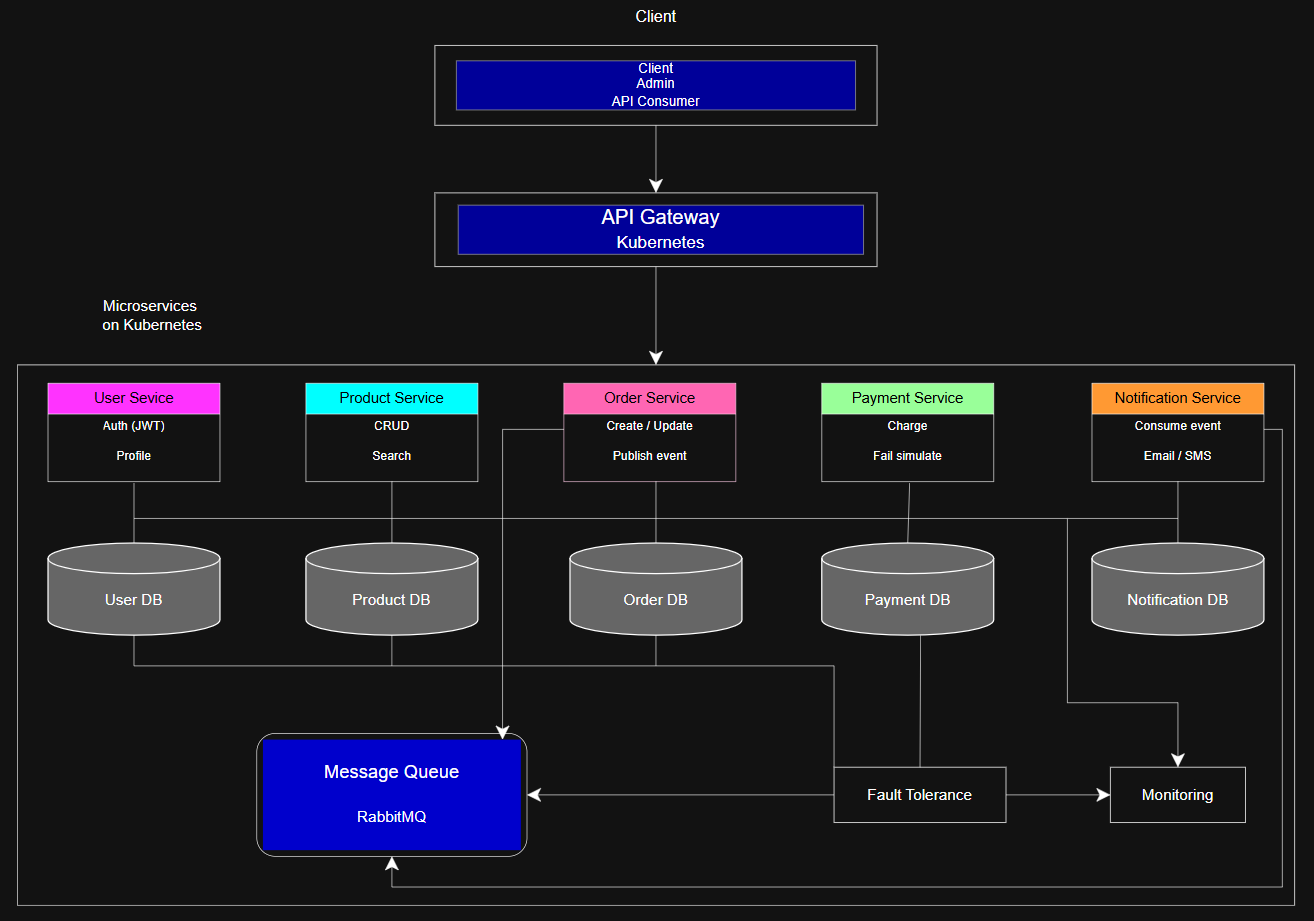 Client
Client
Admin
API Consumer
API Gateway
Kubernetes
Microservices
on Kubernetes
User Sevice
Auth (JWT)
Profile
Product Service
CRUD
Search
Order Service
Create / Update
Publish event
Payment Service
Charge
Fail simulate
Notification Service
Consume event
Email / SMS
User DB
Product DB
Order DB
Payment DB
Notification DB
Message Queue
RabbitMQ
Fault Tolerance
Monitoring